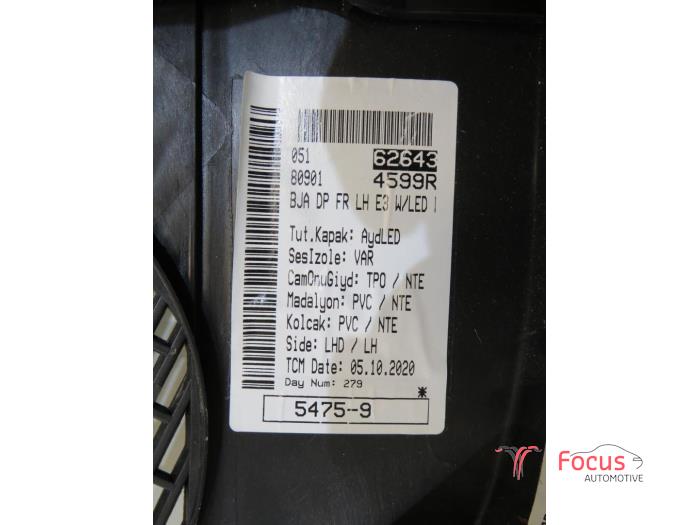 051 62643
80901 4599R
BJA DP FR LH E3 W/LED
Tut.Kapak: AydLED
SesIzole: VAR
CamOnuGiyd: TPO / NTE
Madalyon: PVC / NTE
Kolcak: PVC / NTE
Side: LHD / LH
TCM Date: 05.10.2020
Day Num: 279 *
5475-9
Focus
AUTOMOTIVE